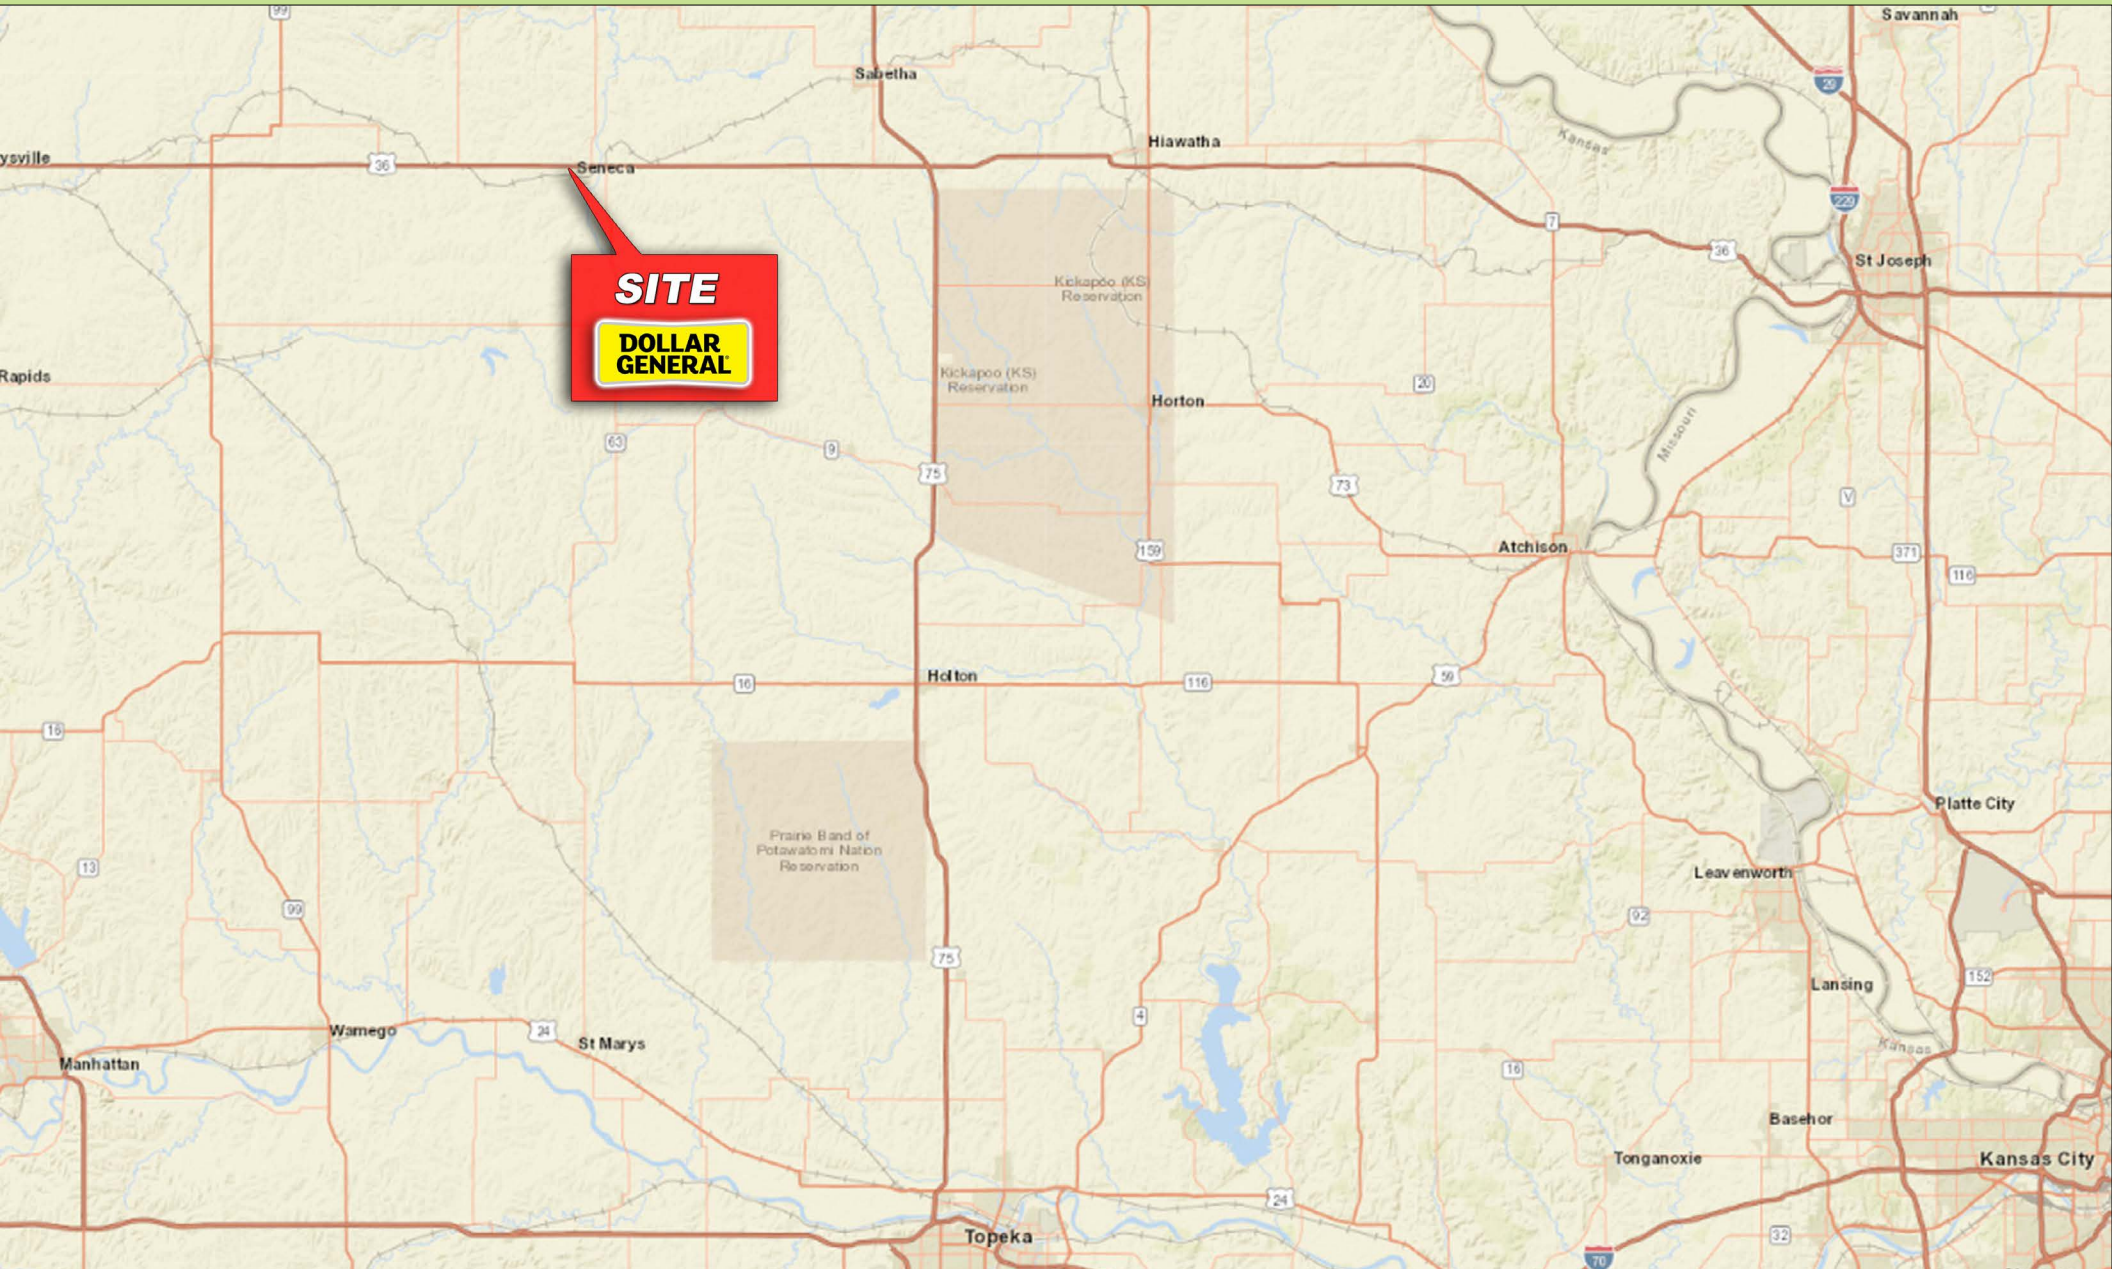 99
Savannah
Sabetha
29
Hiawatha
Kansas
ysville
36
Seneca
229
7
36
St Joseph
SITE
DOLLAR
GENERAL
Kickapoo (KS)
Reservation
Rapids
Kickapoo (KS)
Reservation
20
Horton
Missouri
63
9
75
73
V
Atchison
159
371
116
Holton
16
116
59
16
Platte City
Prairie Band of
Potawatomi Nation
Reservation
13
Leavenworth
99
92
75
152
Lansing
4
Wamego
24
St Marys
Kansas
Manhattan
16
Basehor
Tonganoxie
Kansas City
24
Topeka
32
70